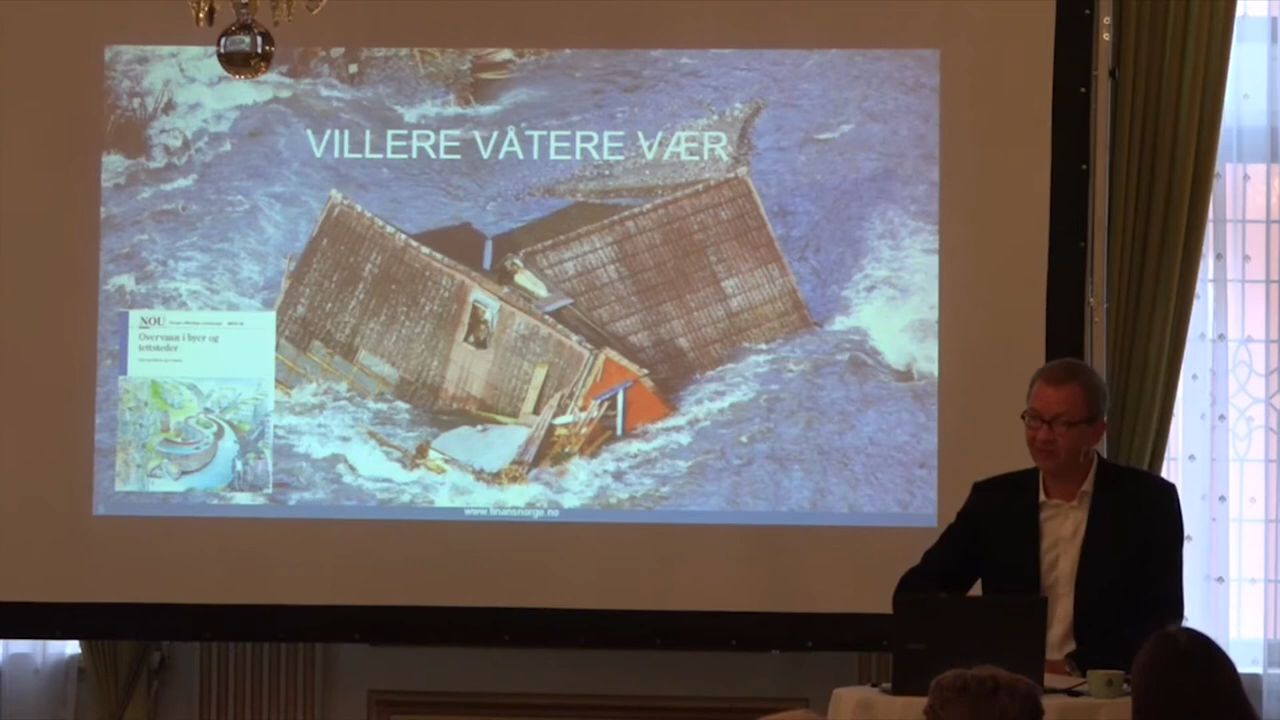 VILLERE VÅTERE VÆR
NOU
Overvann i byer og
tettsteder
www.finansnorge.no